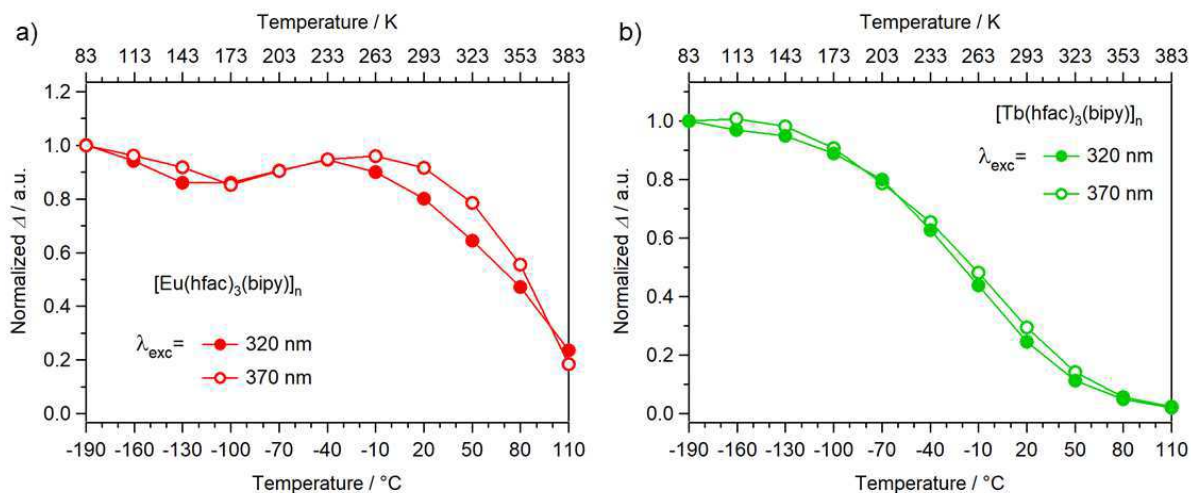 a)
Temperature / K
83 113 143 173 203 233 263 293 323 353 383
1.2
1.0
0.8
0.6
0.4
0.2
0.0
Normalized Δ / a.u.
[Eu(hfac)₃(bipy)]ₙ
λexc= 320 nm
370 nm
-190 -160 -130 -100 -70 -40 -10 20 50 80 110
Temperature / °C
b)
Temperature / K
83 113 143 173 203 233 263 293 323 353 383
1.0
0.8
0.6
0.4
0.2
0.0
Normalized Δ / a.u.
[Tb(hfac)₃(bipy)]ₙ
λexc= 320 nm
370 nm
-190 -160 -130 -100 -70 -40 -10 20 50 80 110
Temperature / °C